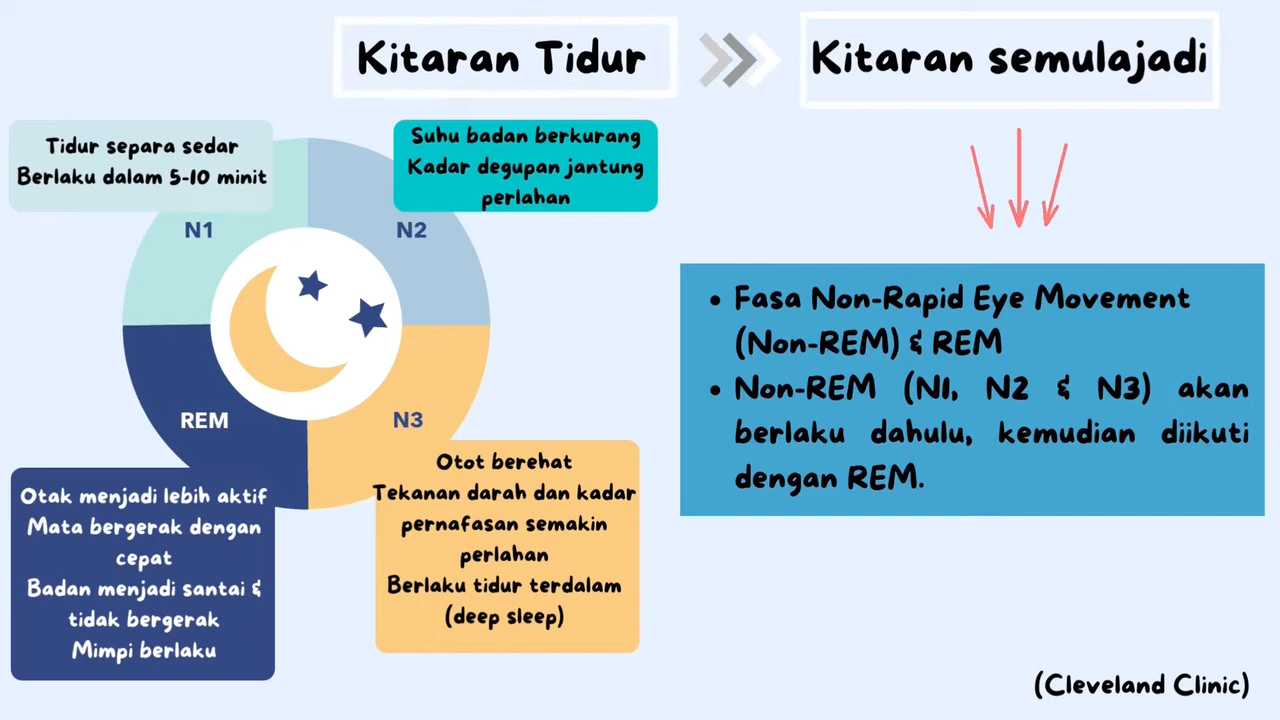 Kitaran Tidur
Kitaran semulajadi
Tidur separa sedar
Berlaku dalam 5-10 minit
Suhu badan berkurang
Kadar degupan jantung
perlahan
N1
N2
REM
N3
Otak menjadi lebih aktif
Mata bergerak dengan
cepat
Badan menjadi santai &
tidak bergerak
Mimpi berlaku
Otot berehat
Tekanan darah dan kadar
pernafasan semakin
perlahan
Berlaku tidur terdalam
(deep sleep)
• Fasa Non-Rapid Eye Movement
(Non-REM) & REM
• Non-REM (N1, N2 & N3) akan
berlaku dahulu, kemudian diikuti
dengan REM.
(Cleveland Clinic)